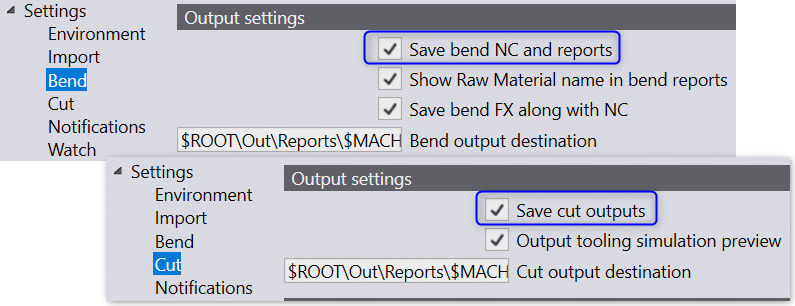 Settings
Environment
Import
Bend
Cut
Notifications
Watch
Output settings
Save bend NC and reports
Show Raw Material name in bend reports
Save bend FX along with NC
$ROOT\Out\Reports\$MACH Bend output destination
Settings
Environment
Import
Bend
Cut
Notifications
Output settings
Save cut outputs
Output tooling simulation preview
$ROOT\Out\Reports\$MACH Cut output destination